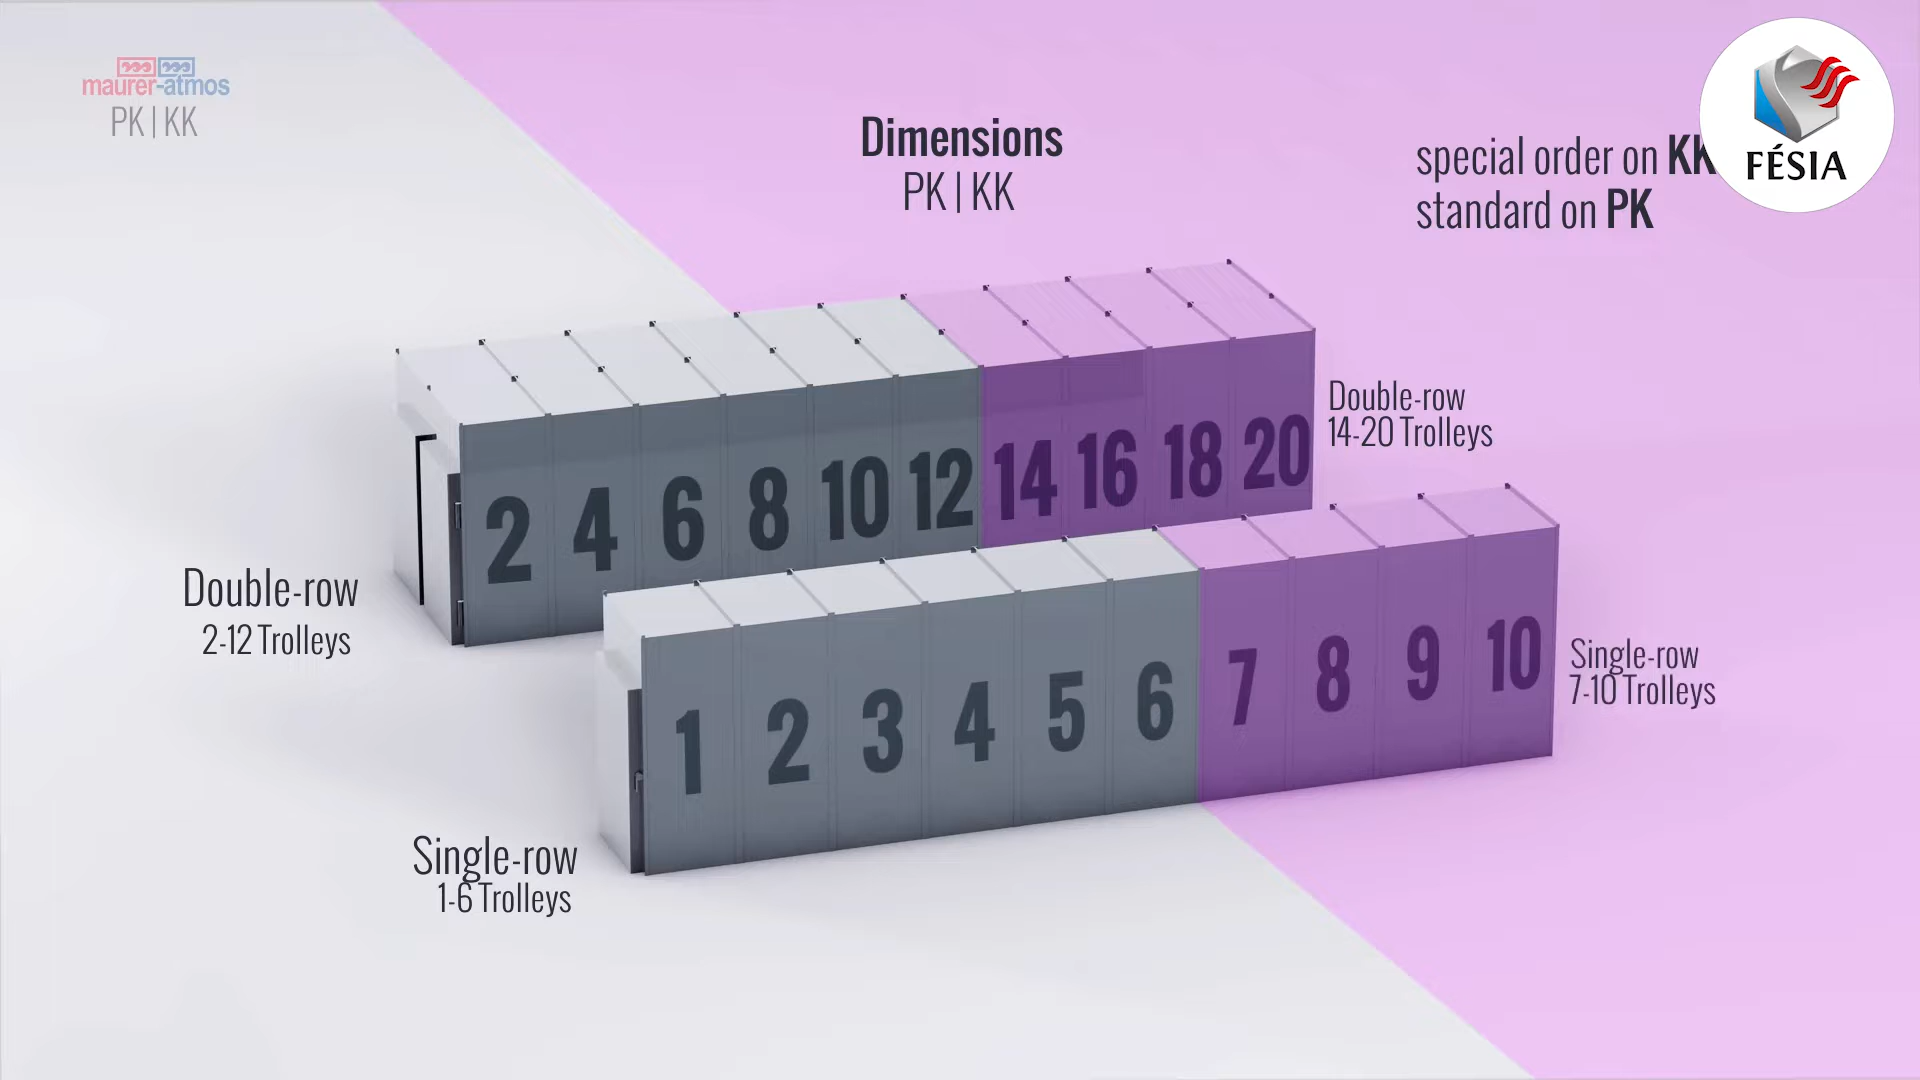 maurer-atmos
PK | KK
Dimensions
PK | KK
special order on KK
standard on PK
FÉSIA
Double-row
14-20 Trolleys
2 4 6 8 10 12 14 16 18 20
Double-row
2-12 Trolleys
1 2 3 4 5 6 7 8 9 10
Single-row
7-10 Trolleys
Single-row
1-6 Trolleys